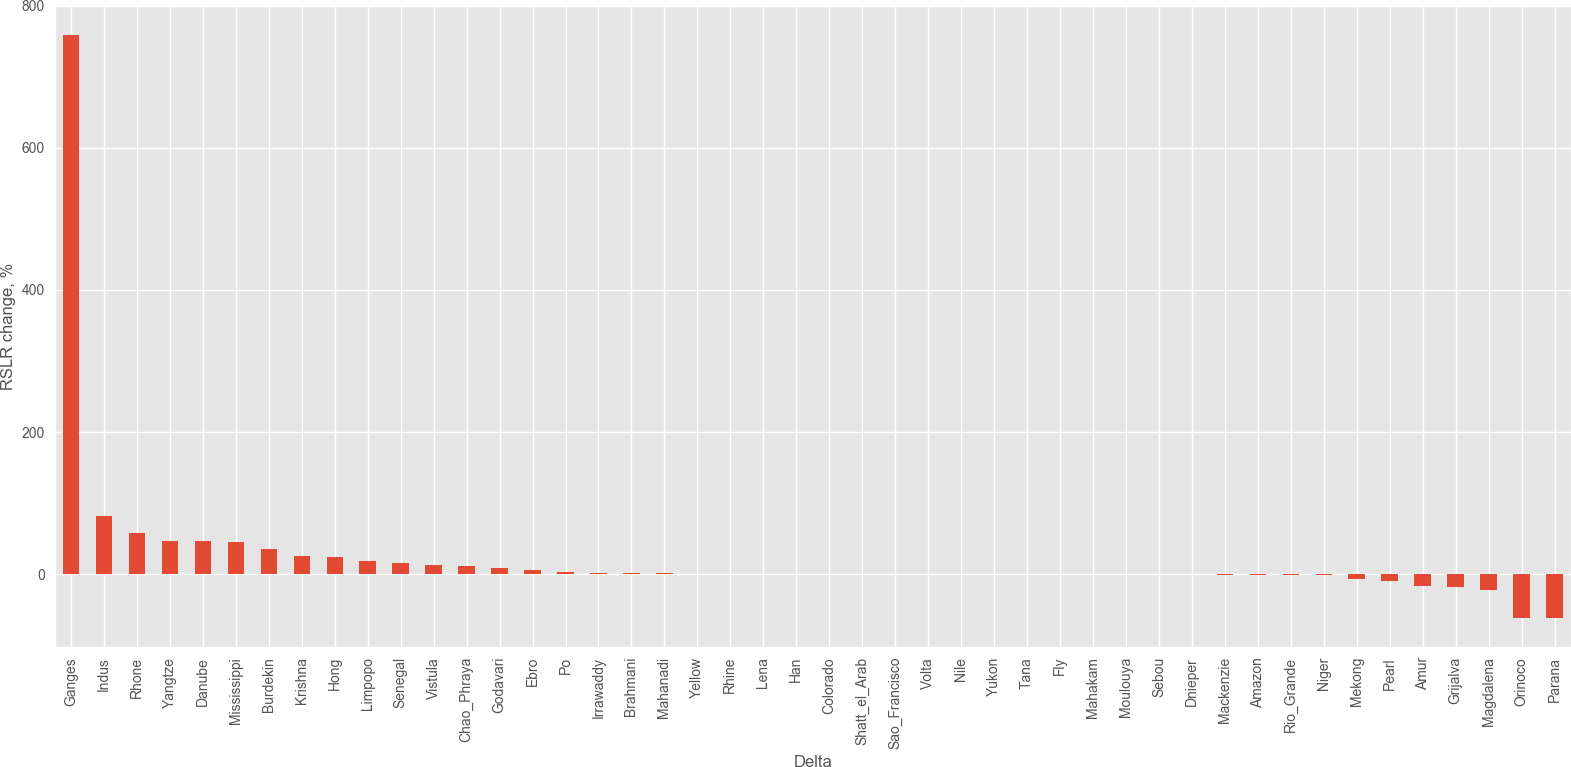 800
600
400
200
0
RSLR change, %
Ganges
Indus
Rhone
Yangtze
Danube
Mississippi
Burdekin
Krishna
Hong
Limpopo
Senegal
Vistula
Chao_Phraya
Godavari
Ebro
Po
Irrawaddy
Brahmani
Mahanadi
Yellow
Rhine
Lena
Han
Colorado
Shatt_el_Arab
Sao_Francisco
Volta
Nile
Yukon
Tana
Fly
Mahakam
Moulouya
Sebou
Dnieper
Mackenzie
Amazon
Rio_Grande
Niger
Mekong
Pearl
Amur
Grijalva
Magdalena
Orinoco
Parana
Delta